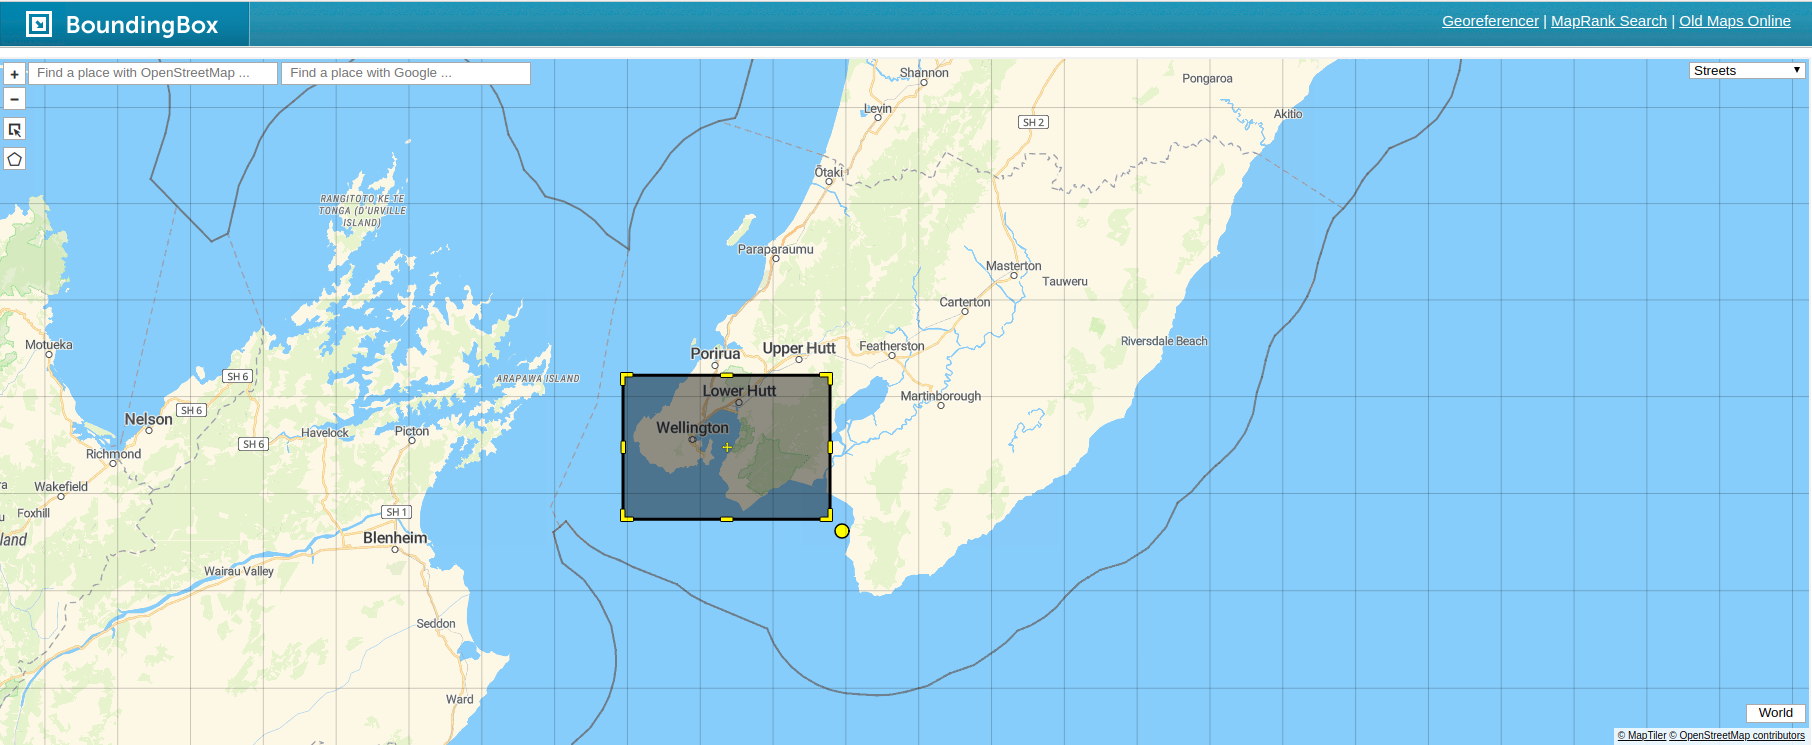 BoundingBox
Georeferencer | MapRank Search | Old Maps Online
+
Find a place with OpenStreetMap ...
Find a place with Google ...
Streets
−
Shannon
Pongaroa
Levin
Akitio
SH 2
Ōtaki
RANGITOTO KE TE
TONGA (D'URVILLE
ISLAND)
Paraparaumu
Masterton
Tauweru
Carterton
Motueka
Porirua
Upper Hutt
Featherston
Riversdale Beach
SH 6
ARAPAWA ISLAND
Lower Hutt
Martinborough
Nelson
SH 6
Wellington
Havelock
Picton
SH 6
Richmond
Wakefield
Foxhill
SH 1
land
Blenheim
Wairau Valley
Seddon
Ward
World
© MapTiler © OpenStreetMap contributors